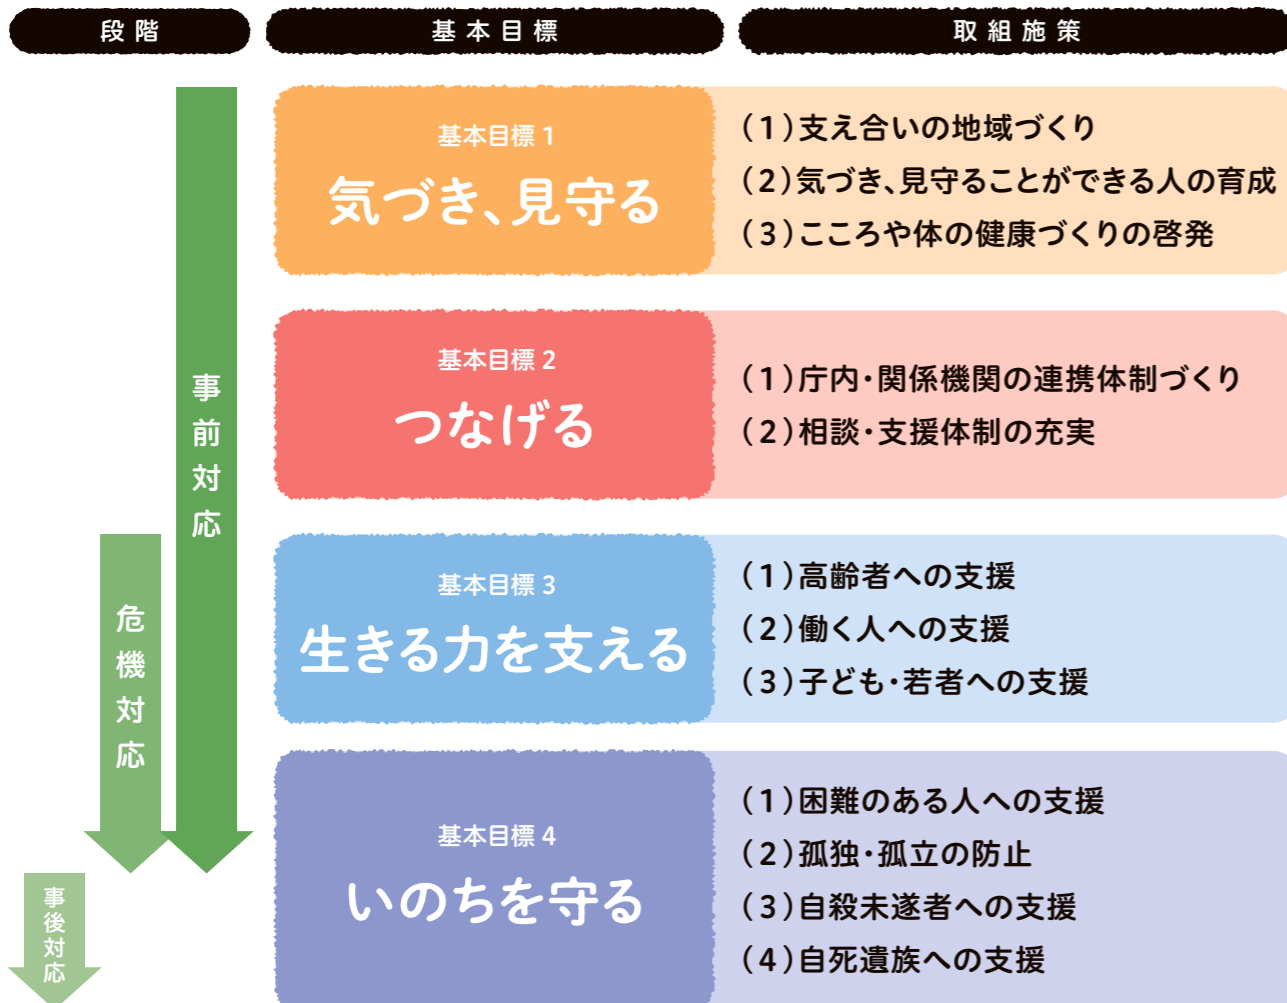 段階
基本目標
取組施策
事前対応
危機対応
事後対応
基本目標 1
気づき、見守る
(1)支え合いの地域づくり
(2)気づき、見守ることができる人の育成
(3)こころや体の健康づくりの啓発
基本目標 2
つなげる
(1)庁内・関係機関の連携体制づくり
(2)相談・支援体制の充実
基本目標 3
生きる力を支える
(1)高齢者への支援
(2)働く人への支援
(3)子ども・若者への支援
基本目標 4
いのちを守る
(1)困難のある人への支援
(2)孤独・孤立の防止
(3)自殺未遂者への支援
(4)自死遺族への支援